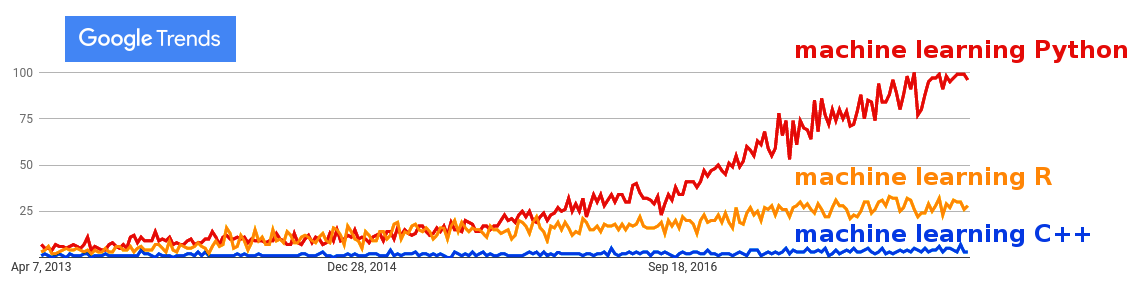 Google Trends
machine learning Python
100
75
50
machine learning R
25
machine learning C++
Apr 7, 2013
Dec 28, 2014
Sep 18, 2016